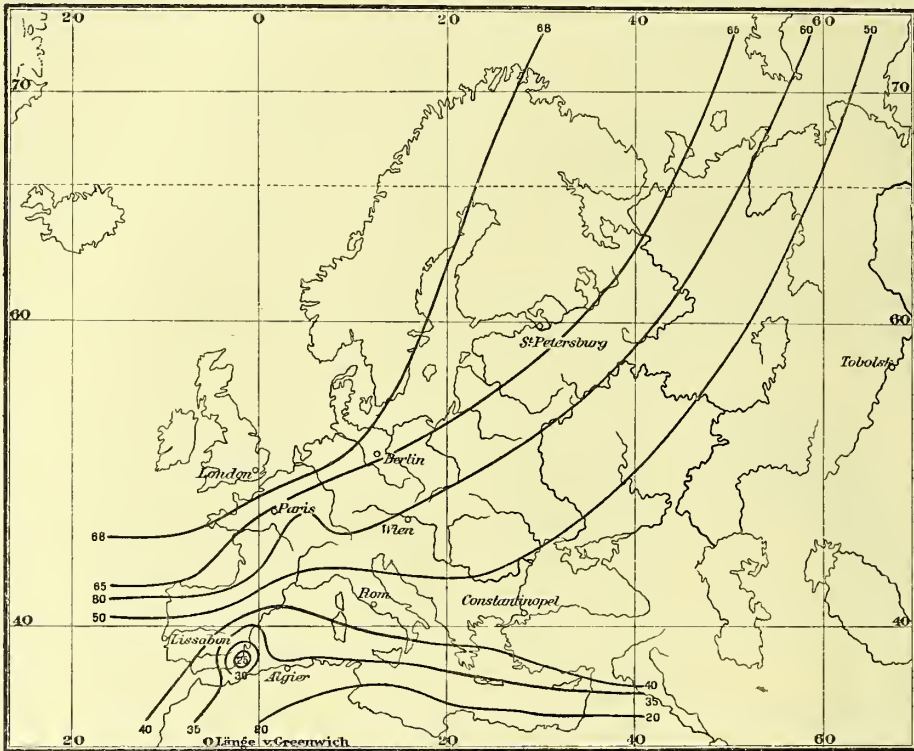 20 0 20 40 60
68 65 60 50
70 70
60 60
St. Petersburg
Tobolsk
London
Berlin
Paris
Wien
68
65
80
50
Rom
Constantinopel
40 40
Lissabon
Algier
25
30
40 35 80
40
35
20
20 20 40 60
O Länge v. Greenwich